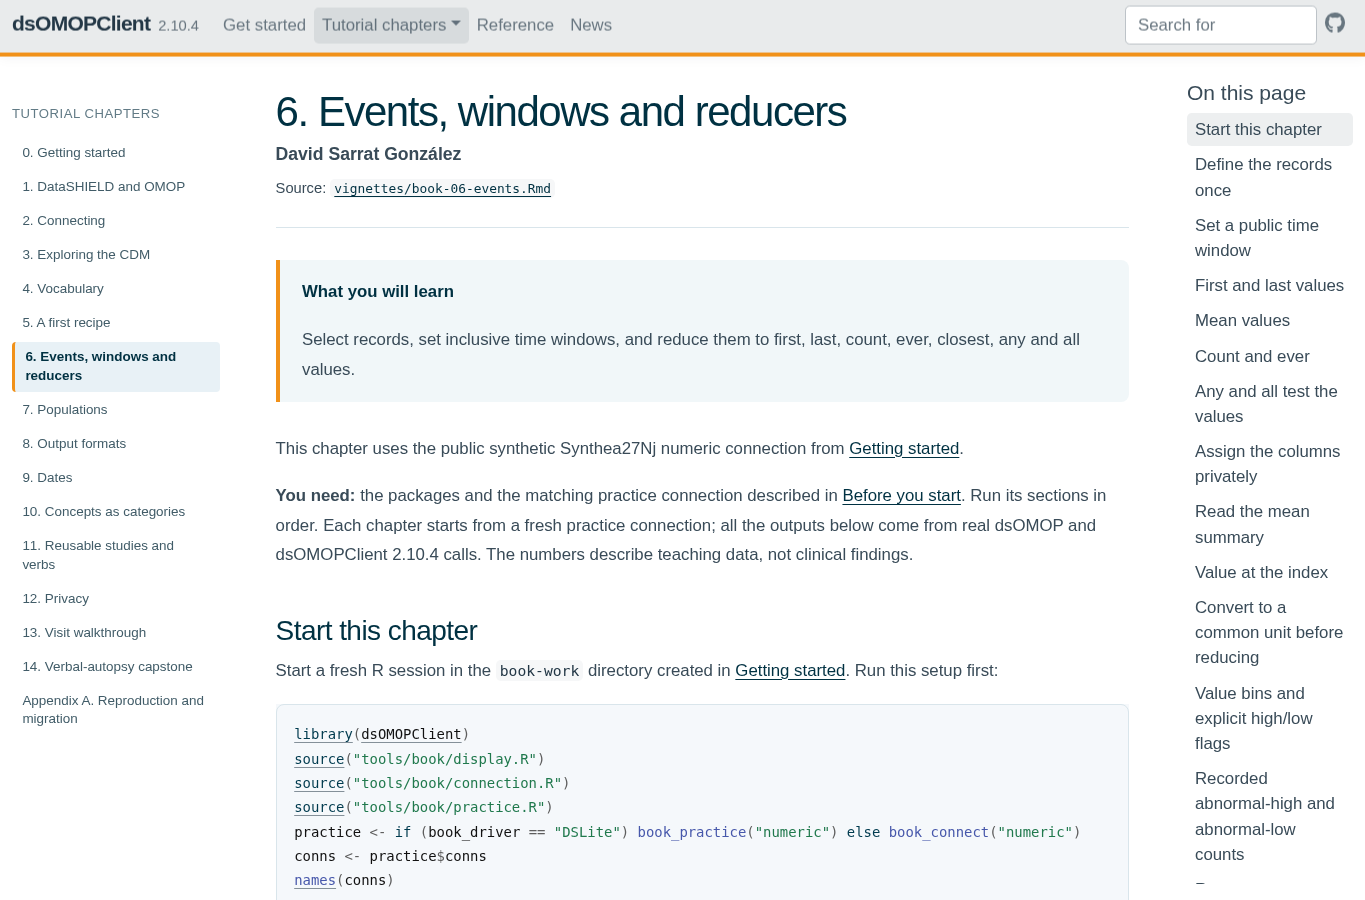 dsOMOPClient 2.10.4 Get started Tutorial chapters Reference News Search for
TUTORIAL CHAPTERS
0. Getting started
1. DataSHIELD and OMOP
2. Connecting
3. Exploring the CDM
4. Vocabulary
5. A first recipe
6. Events, windows and
reducers
7. Populations
8. Output formats
9. Dates
10. Concepts as categories
11. Reusable studies and
verbs
12. Privacy
13. Visit walkthrough
14. Verbal-autopsy capstone
Appendix A. Reproduction and
migration
6. Events, windows and reducers
David Sarrat González
Source: vignettes/book-06-events.Rmd
What you will learn
Select records, set inclusive time windows, and reduce them to first, last, count, ever, closest, any and all
values.
This chapter uses the public synthetic Synthea27Nj numeric connection from Getting started.
You need: the packages and the matching practice connection described in Before you start. Run its sections in
order. Each chapter starts from a fresh practice connection; all the outputs below come from real dsOMOP and
dsOMOPClient 2.10.4 calls. The numbers describe teaching data, not clinical findings.
Start this chapter
Start a fresh R session in the book-work directory created in Getting started. Run this setup first:
library(dsOMOPClient)
source("tools/book/display.R")
source("tools/book/connection.R")
source("tools/book/practice.R")
practice <- if (book_driver == "DSLite") book_practice("numeric") else book_connect("numeric")
conns <- practice$conns
names(conns)
On this page
Start this chapter
Define the records
once
Set a public time
window
First and last values
Mean values
Count and ever
Any and all test the
values
Assign the columns
privately
Read the mean
summary
Value at the index
Convert to a
common unit before
reducing
Value bins and
explicit high/low
flags
Recorded
abnormal-high and
abnormal-low
counts